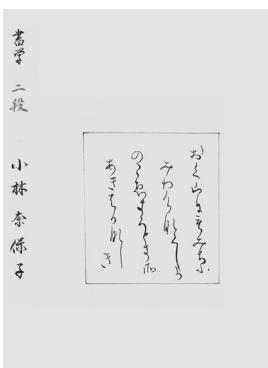 おく山にもみちふ
みわけなくしか
のこゑきくときそ
あきはかなし
き
書学 二段 小林奈保子